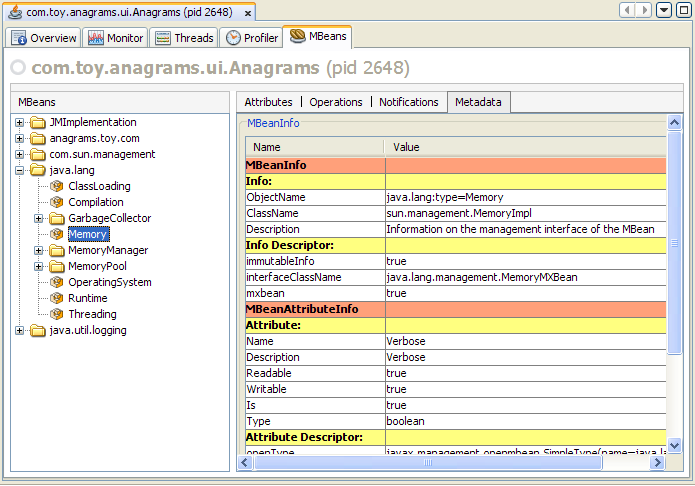 com.toy.anagrams.ui.Anagrams (pid 2648)
Overview Monitor Threads Profiler MBeans
com.toy.anagrams.ui.Anagrams (pid 2648)
MBeans
JMImplementation
anagrams.toy.com
com.sun.management
java.lang
ClassLoading
Compilation
GarbageCollector
Memory
MemoryManager
MemoryPool
OperatingSystem
Runtime
Threading
java.util.logging
Attributes Operations Notifications Metadata
MBeanInfo
Name Value
MBeanInfo
Info:
ObjectName java.lang:type=Memory
ClassName sun.management.MemoryImpl
Description Information on the management interface of the MBean
Info Descriptor:
immutableInfo true
interfaceClassName java.lang.management.MemoryMXBean
mxbean true
MBeanAttributeInfo
Attribute:
Name Verbose
Description Verbose
Readable true
Writable true
Is true
Type boolean
Attribute Descriptor:
openType javax.management.openmbean.SimpleType(name=java.la